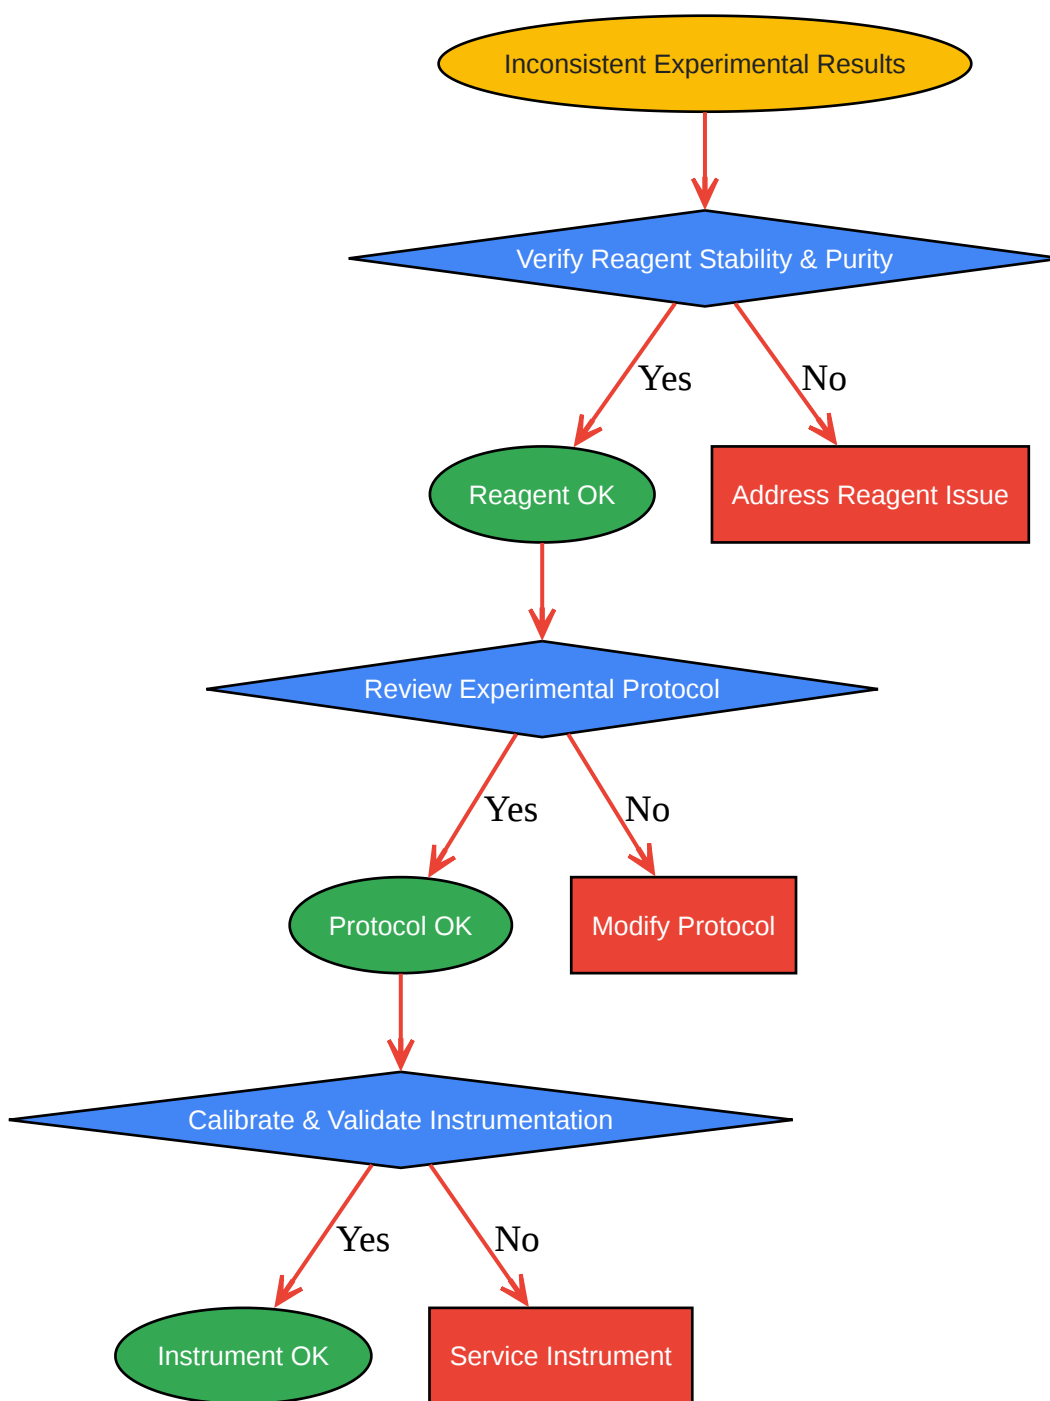 Inconsistent Experimental Results
Verify Reagent Stability & Purity
Yes
No
Reagent OK
Address Reagent Issue
Review Experimental Protocol
Yes
No
Protocol OK
Modify Protocol
Calibrate & Validate Instrumentation
Yes
No
Instrument OK
Service Instrument